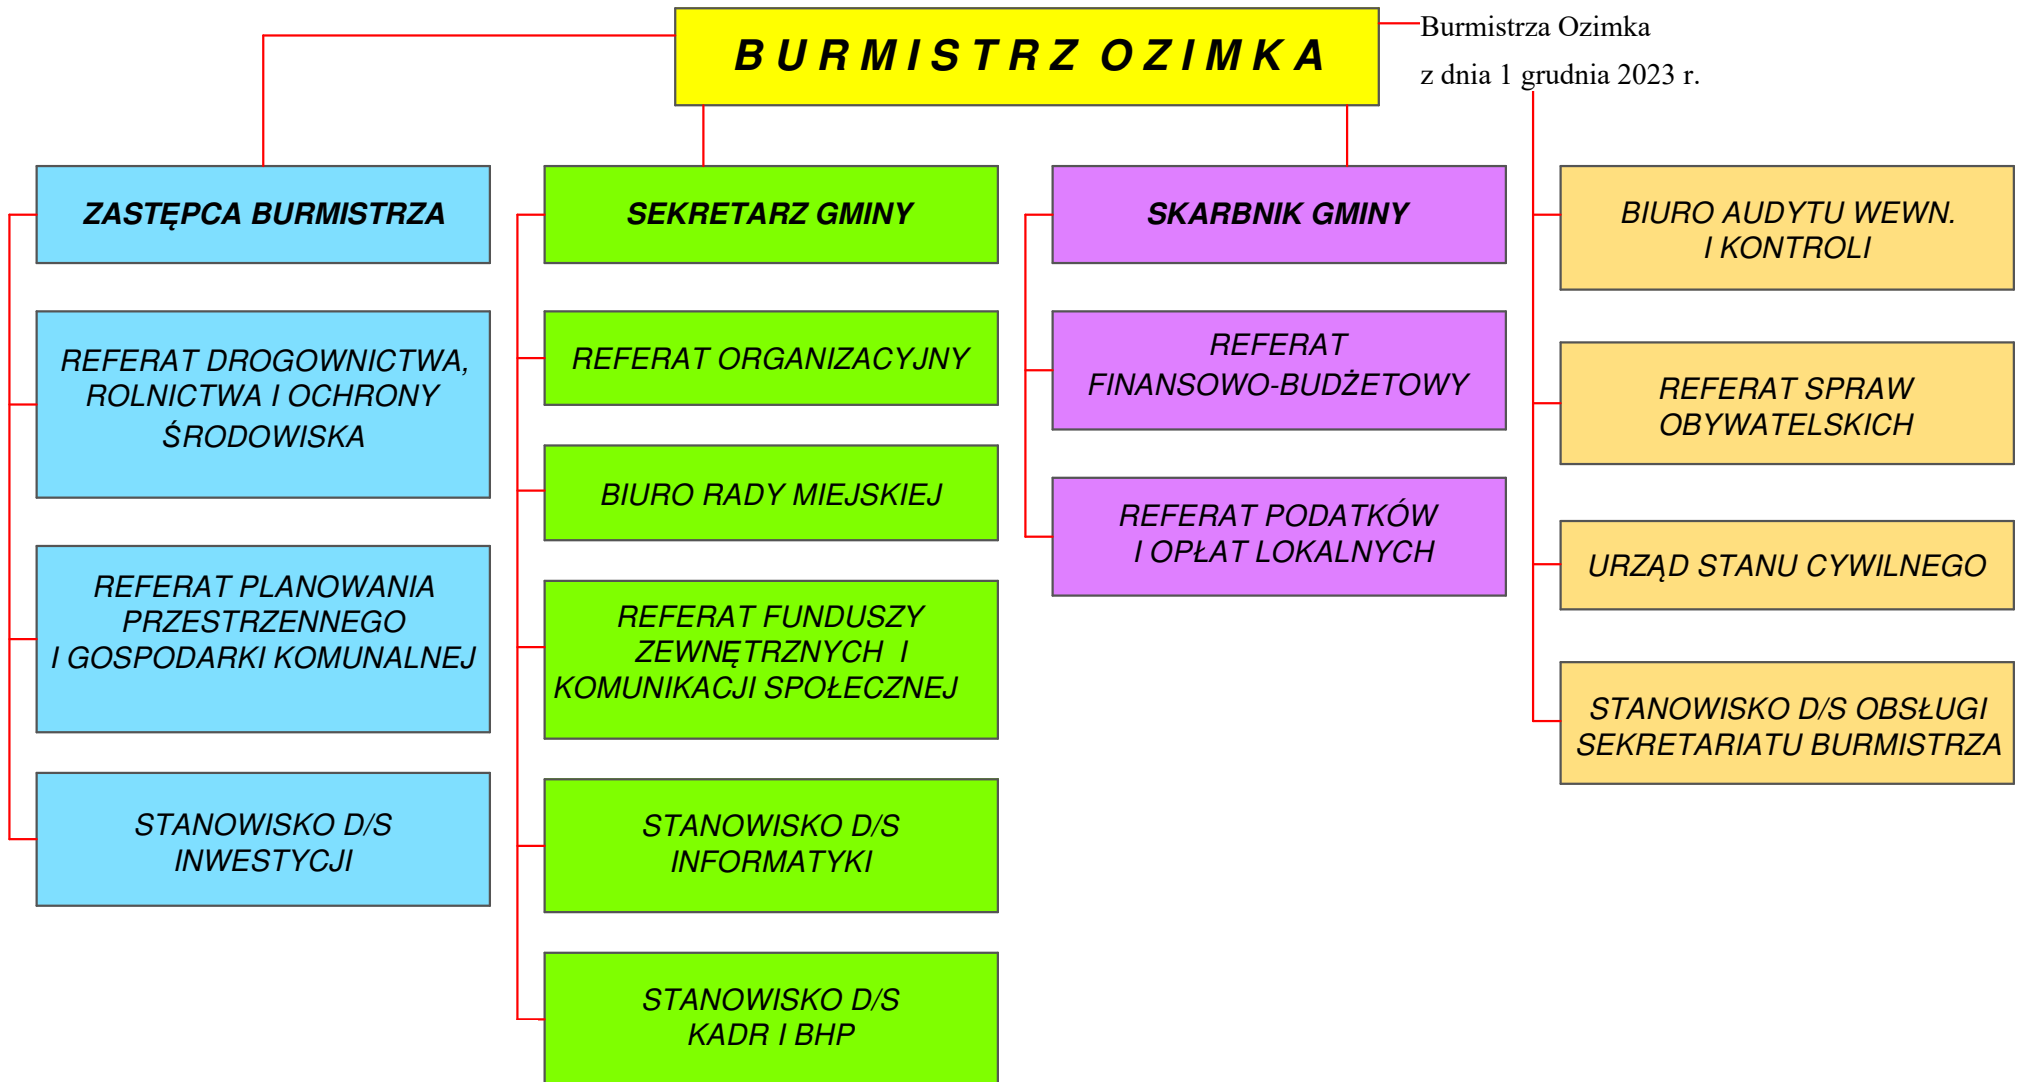 BURMISTRZ OZIMKA
Burmistrza Ozimka
z dnia 1 grudnia 2023 r.
ZASTĘPCA BURMISTRZA
REFERAT DROGOWNICTWA,
ROLNICTWA I OCHRONY
ŚRODOWISKA
REFERAT PLANOWANIA
PRZESTRZENNEGO
I GOSPODARKI KOMUNALNEJ
STANOWISKO D/S
INWESTYCJI
SEKRETARZ GMINY
REFERAT ORGANIZACYJNY
BIURO RADY MIEJSKIEJ
REFERAT FUNDUSZY
ZEWNĘTRZNYCH I
KOMUNIKACJI SPOŁECZNEJ
STANOWISKO D/S
INFORMATYKI
STANOWISKO D/S
KADR I BHP
SKARBNIK GMINY
REFERAT
FINANSOWO-BUDŻETOWY
REFERAT PODATKÓW
I OPŁAT LOKALNYCH
BIURO AUDYTU WEWN.
I KONTROLI
REFERAT SPRAW
OBYWATELSKICH
URZĄD STANU CYWILNEGO
STANOWISKO D/S OBSŁUGI
SEKRETARIATU BURMISTRZA